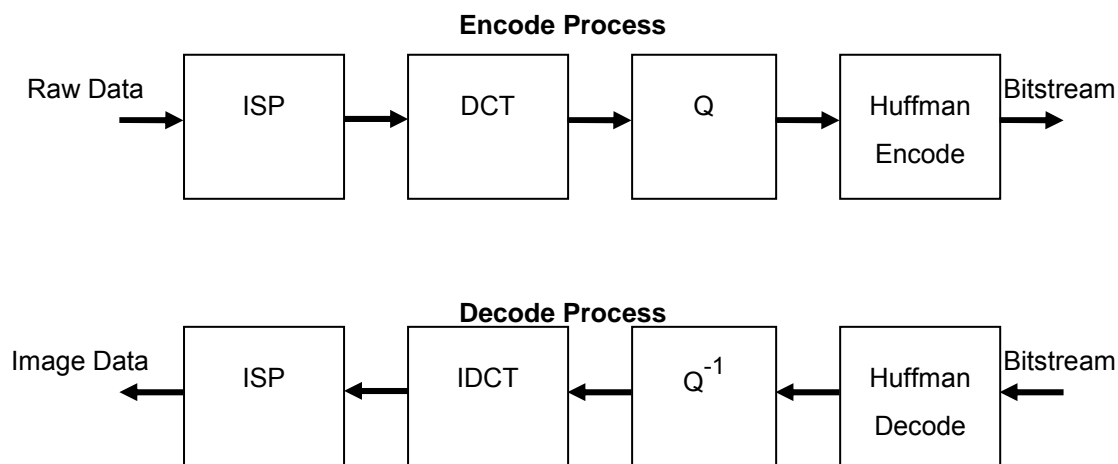 Encode Process
Raw Data
ISP
DCT
Q
Huffman
Encode
Bitstream
Decode Process
Image Data
ISP
IDCT
Q⁻¹
Huffman
Decode
Bitstream